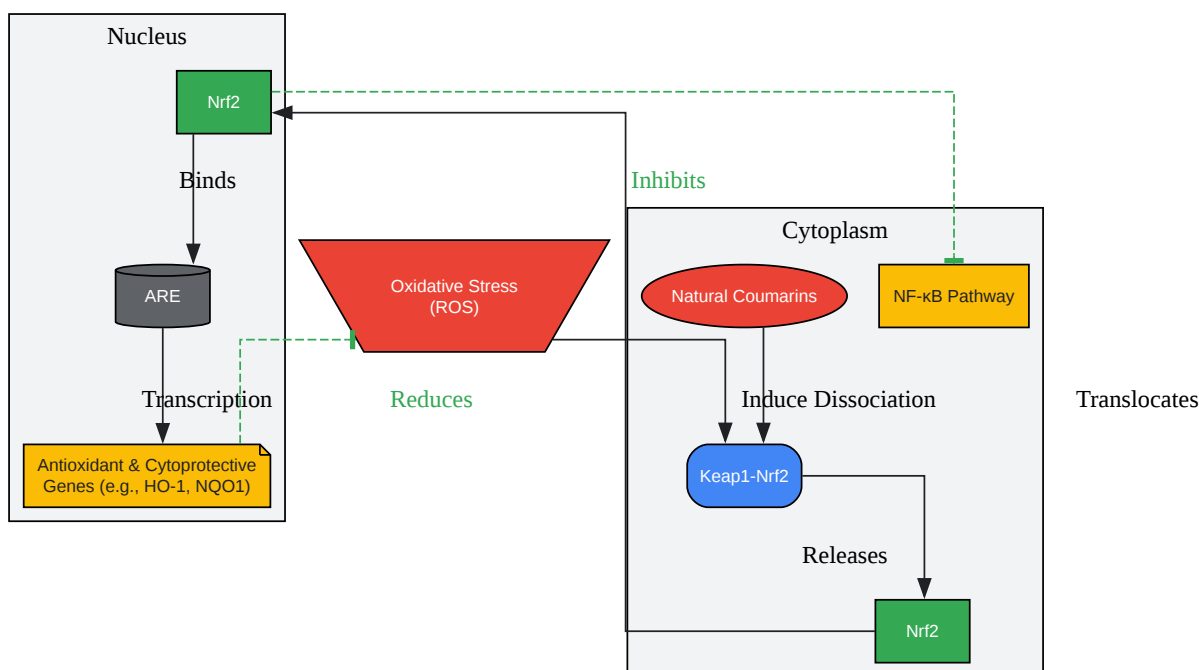 Nucleus
Nrf2
Binds
Inhibits
Cytoplasm
ARE
Oxidative Stress
(ROS)
Natural Coumarins
NF-κB Pathway
Transcription
Reduces
Induce Dissociation
Translocates
Antioxidant & Cytoprotective
Genes (e.g., HO-1, NQO1)
Keap1-Nrf2
Releases
Nrf2